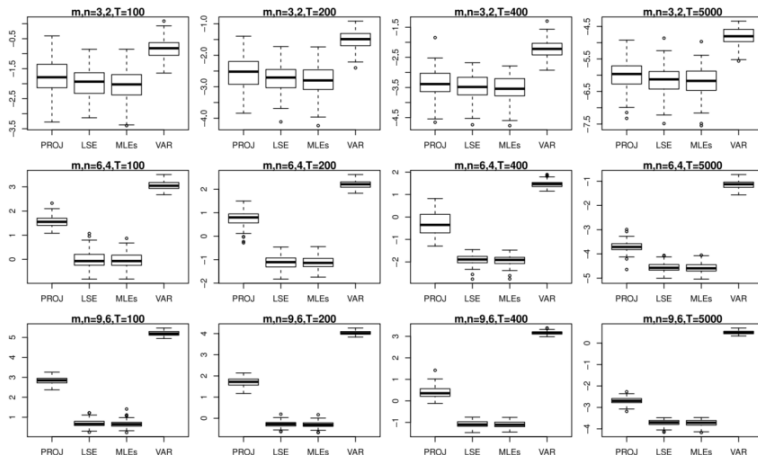 m,n=3,2,T=100 m,n=3,2,T=200 m,n=3,2,T=400 m,n=3,2,T=5000
-0.5 -1.5 -2.5 -3.5
-1.0 -2.0 -3.0 -4.0
-1.5 -2.5 -3.5 -4.5
-4.5 -5.5 -6.5 -7.5
PROJ LSE MLEs VAR PROJ LSE MLEs VAR PROJ LSE MLEs VAR PROJ LSE MLEs VAR
m,n=6,4,T=100 m,n=6,4,T=200 m,n=6,4,T=400 m,n=6,4,T=5000
3 2 1 0
2 1 0 -1 -2
2 1 0 -1 -2
-1 -2 -3 -4 -5
PROJ LSE MLEs VAR PROJ LSE MLEs VAR PROJ LSE MLEs VAR PROJ LSE MLEs VAR
m,n=9,6,T=100 m,n=9,6,T=200 m,n=9,6,T=400 m,n=9,6,T=5000
5 4 3 2 1
4 3 2 1 0
3 2 1 0 -1
0 -1 -2 -3 -4
PROJ LSE MLEs VAR PROJ LSE MLEs VAR PROJ LSE MLEs VAR PROJ LSE MLEs VAR